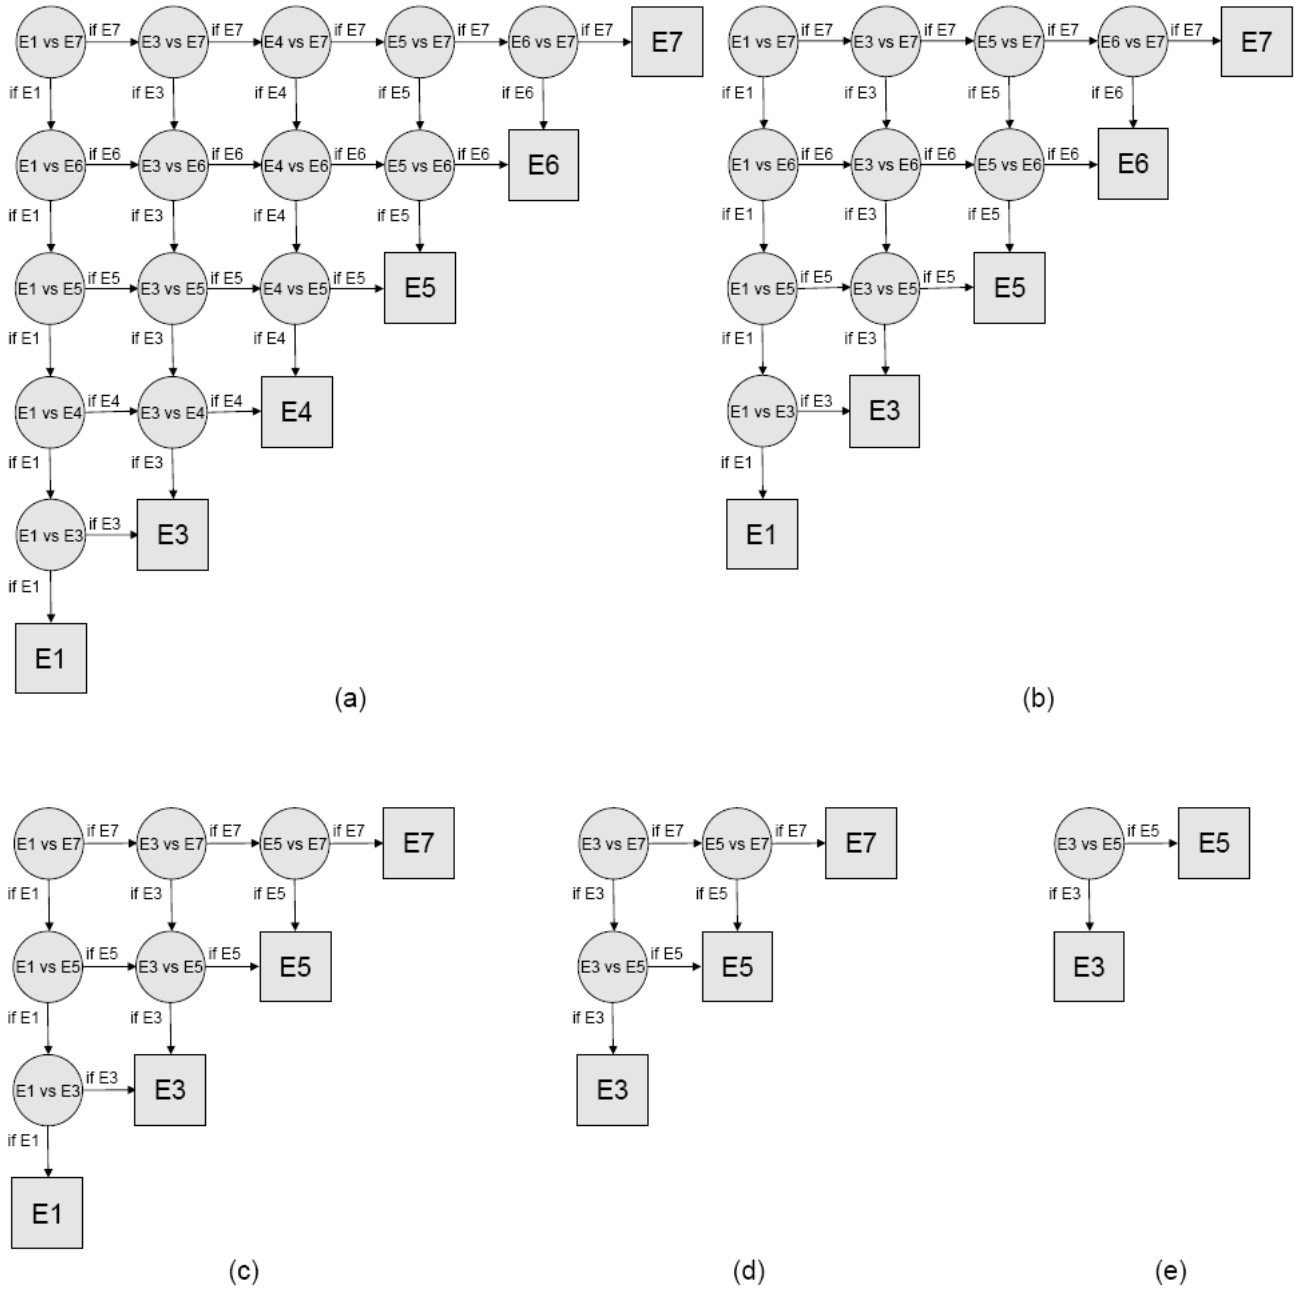 E1 vs E7 if E7 E3 vs E7 if E7 E4 vs E7 if E7 E5 vs E7 if E7 E6 vs E7 if E7 E7
if E1 if E3 if E4 if E5 if E6
E1 vs E6 if E6 E3 vs E6 if E6 E4 vs E6 if E6 E5 vs E6 if E6 E6
if E1 if E3 if E4 if E5
E1 vs E5 if E5 E3 vs E5 if E5 E4 vs E5 if E5 E5
if E1 if E3 if E4
E1 vs E4 if E4 E3 vs E4 if E4 E4
if E1 if E3
E1 vs E3 if E3 E3
if E1
E1
(a)
E1 vs E7 if E7 E3 vs E7 if E7 E5 vs E7 if E7 E6 vs E7 if E7 E7
if E1 if E3 if E5 if E6
E1 vs E6 if E6 E3 vs E6 if E6 E5 vs E6 if E6 E6
if E1 if E3 if E5
E1 vs E5 if E5 E3 vs E5 if E5 E5
if E1 if E3
E1 vs E3 if E3 E3
if E1
E1
(b)
E1 vs E7 if E7 E3 vs E7 if E7 E5 vs E7 if E7 E7
if E1 if E3 if E5
E1 vs E5 if E5 E3 vs E5 if E5 E5
if E1 if E3
E1 vs E3 if E3 E3
if E1
E1
(c)
E3 vs E7 if E7 E5 vs E7 if E7 E7
if E3 if E5
E3 vs E5 if E5 E5
if E3
E3
(d)
E3 vs E5 if E5 E5
if E3
E3
(e)